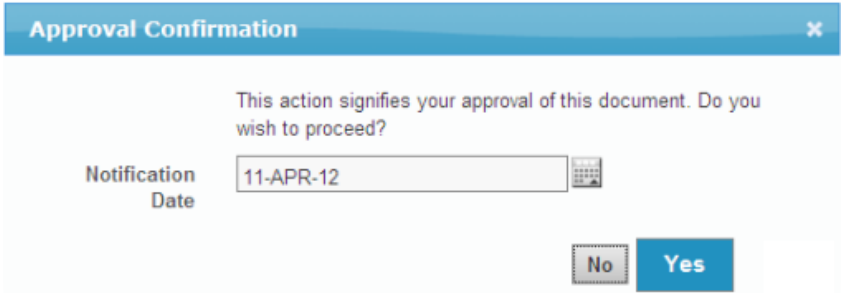 Approval Confirmation
This action signifies your approval of this document. Do you
wish to proceed?
Notification
Date
11-APR-12
No
Yes